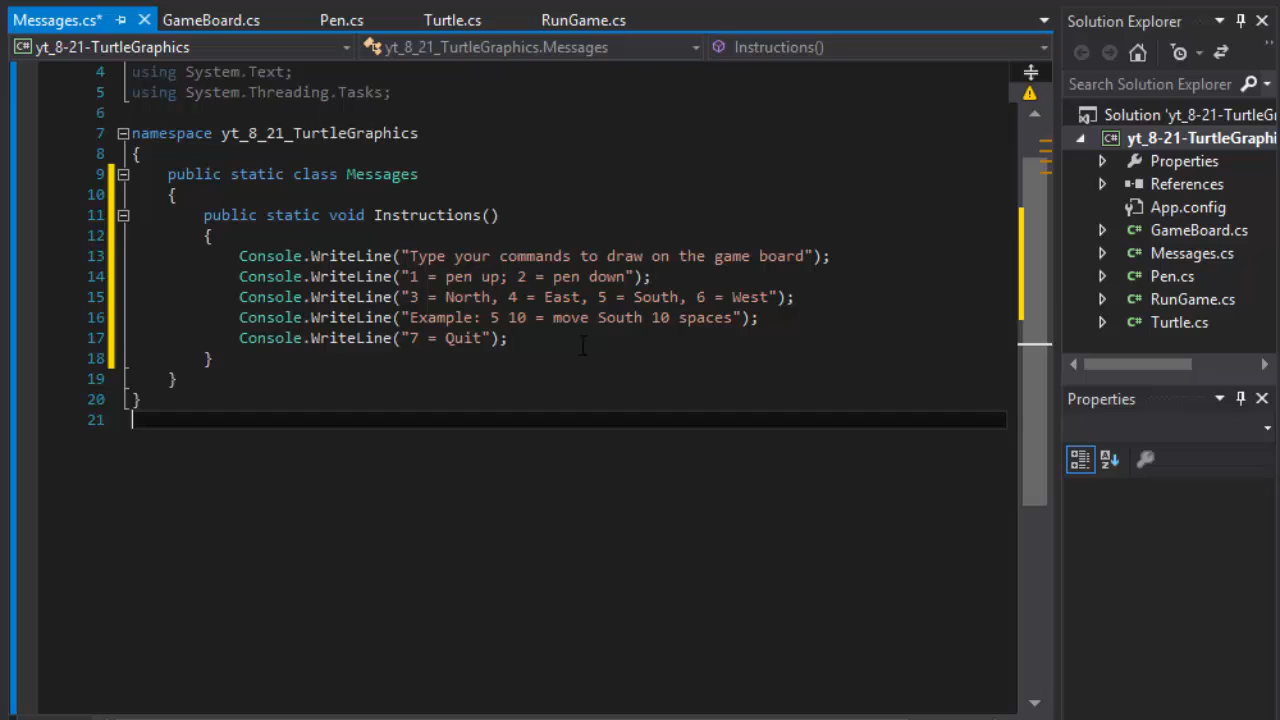 Messages.cs* GameBoard.cs Pen.cs Turtle.cs RunGame.cs
yt_8-21-TurtleGraphics yt_8_21_TurtleGraphics.Messages Instructions()
4 using System.Text;
5 using System.Threading.Tasks;
6
7 namespace yt_8_21_TurtleGraphics
8 {
9 public static class Messages
10 {
11 public static void Instructions()
12 {
13 Console.WriteLine("Type your commands to draw on the game board");
14 Console.WriteLine("1 = pen up; 2 = pen down");
15 Console.WriteLine("3 = North, 4 = East, 5 = South, 6 = West");
16 Console.WriteLine("Example: 5 10 = move South 10 spaces");
17 Console.WriteLine("7 = Quit");
18 }
19 }
20 }
21
Solution Explorer
Search Solution Explorer
Solution 'yt_8-21-TurtleG
yt_8-21-TurtleGraphi
Properties
References
App.config
GameBoard.cs
Messages.cs
Pen.cs
RunGame.cs
Turtle.cs
Properties